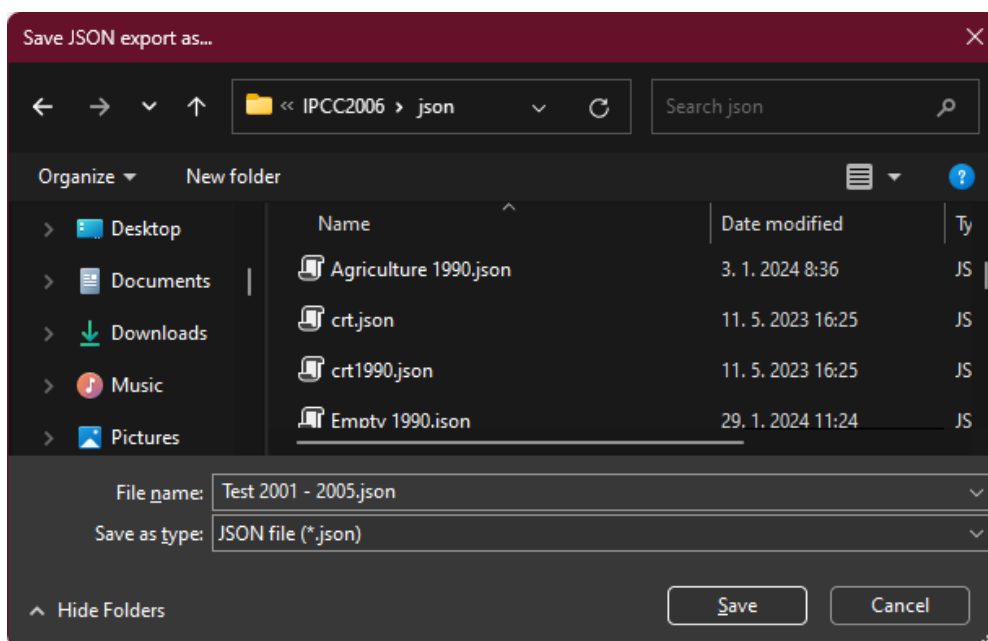 Save JSON export as...
« IPCC2006 › json
Search json
Organize
New folder
Name
Date modified
Ty
Desktop
Documents
Downloads
Music
Pictures
Agriculture 1990.json
3. 1. 2024 8:36
JS
crt.json
11. 5. 2023 16:25
JS
crt1990.json
11. 5. 2023 16:25
JS
Empty 1990.json
29. 1. 2024 11:24
JS
File name: Test 2001 - 2005.json
Save as type: JSON file (*.json)
Hide Folders
Save
Cancel